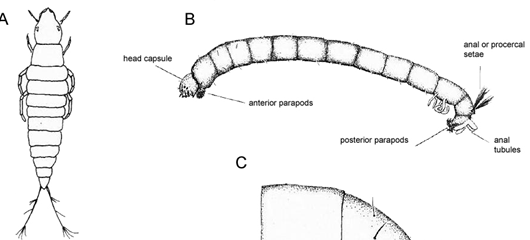 A
B
anal or procercal
setae
head capsule
anterior parapods
posterior parapods
anal
tubules
C